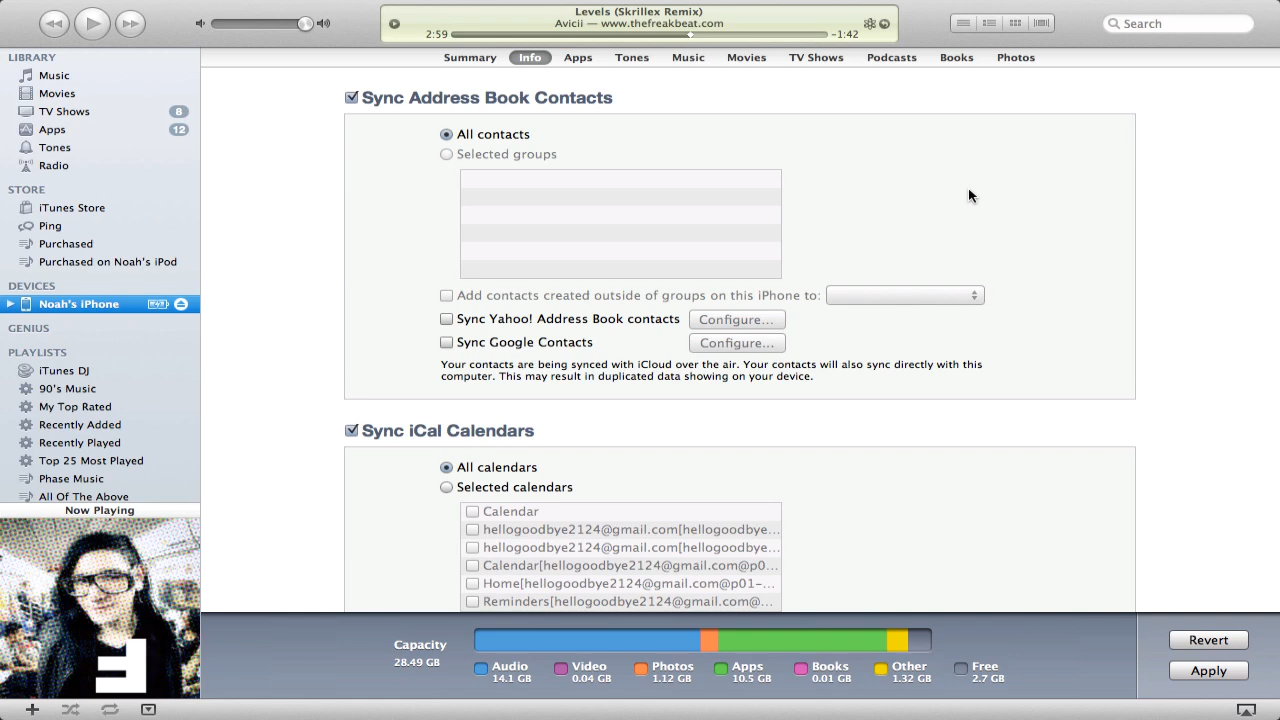 Levels (Skrillex Remix)
Avicii — www.thefreakbeat.com
2:59
-1:42
Search
Summary Info Apps Tones Music Movies TV Shows Podcasts Books Photos
LIBRARY
Music
Movies
TV Shows 8
Apps 12
Tones
Radio
STORE
iTunes Store
Ping
Purchased
Purchased on Noah's iPod
DEVICES
Noah's iPhone
GENIUS
PLAYLISTS
iTunes DJ
90's Music
My Top Rated
Recently Added
Recently Played
Top 25 Most Played
Phase Music
All Of The Above
Now Playing
Sync Address Book Contacts
All contacts
Selected groups
Add contacts created outside of groups on this iPhone to:
Sync Yahoo! Address Book contacts Configure...
Sync Google Contacts Configure...
Your contacts are being synced with iCloud over the air. Your contacts will also sync directly with this
computer. This may result in duplicated data showing on your device.
Sync iCal Calendars
All calendars
Selected calendars
Calendar
hellogoodbye2124@gmail.com[hellogoodbye...
hellogoodbye2124@gmail.com[hellogoodbye...
Calendar[hellogoodbye2124@gmail.com@p0...
Home[hellogoodbye2124@gmail.com@p01-...
Reminders[hellogoodbye2124@gmail.com@...
Capacity
28.49 GB
Audio Video Photos Apps Books Other Free
14.1 GB 0.04 GB 1.12 GB 10.5 GB 0.01 GB 1.32 GB 2.7 GB
Revert
Apply